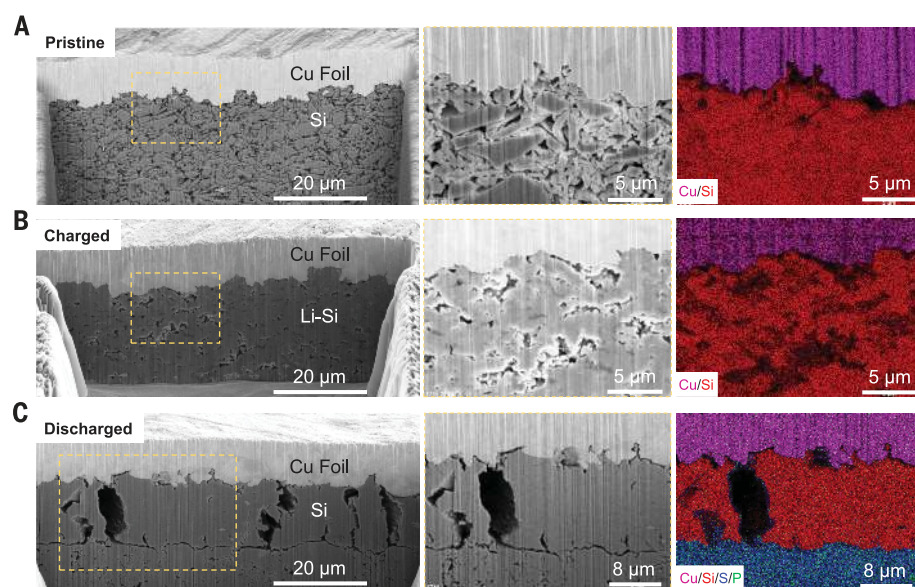 A
Pristine
Cu Foil
Si
20 µm
5 µm
Cu/Si
5 µm
B
Charged
Cu Foil
Li-Si
20 µm
5 µm
Cu/Si
5 µm
C
Discharged
Cu Foil
Si
20 µm
8 µm
Cu/Si/S/P
8 µm